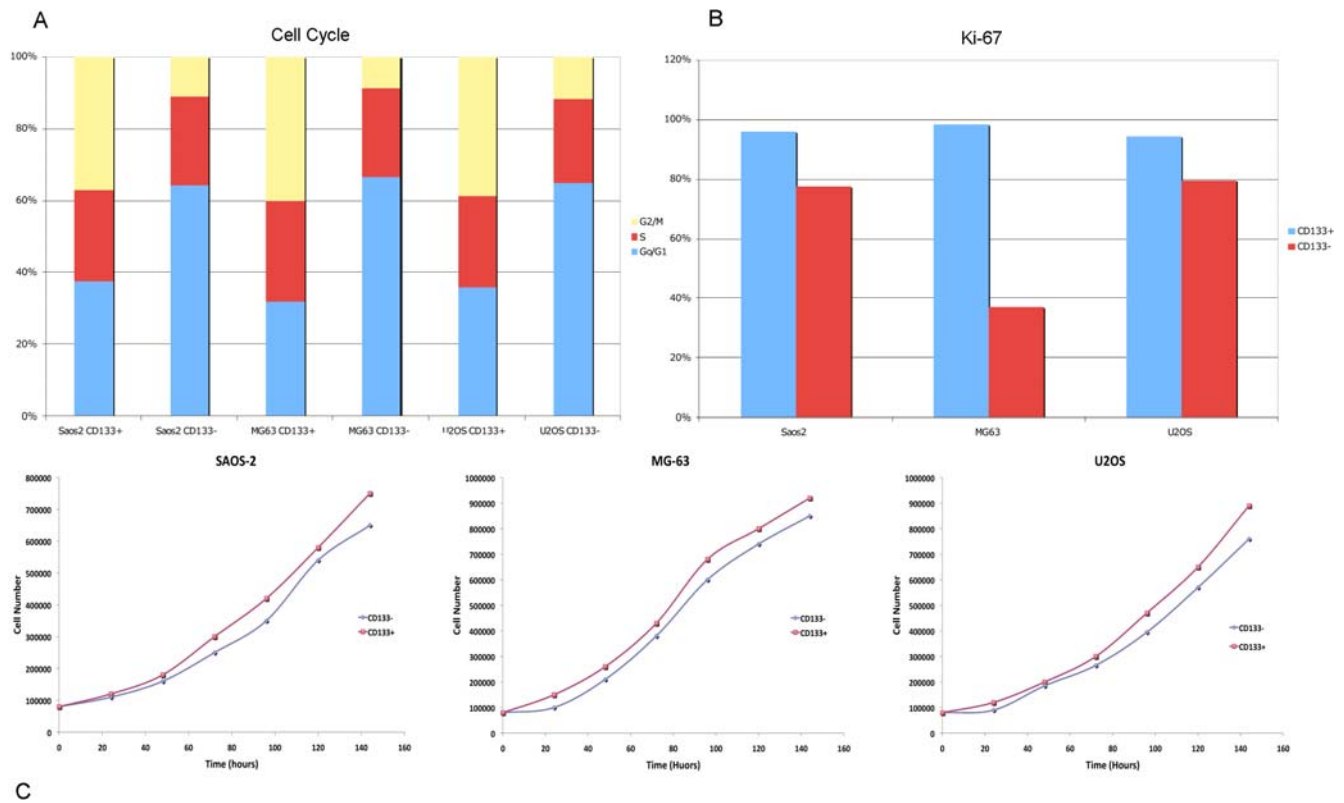 A
Cell Cycle
100%
80%
60%
40%
20%
0%
Saos2 CD133+
Saos2 CD133-
MG63 CD133+
MG63 CD133-
U2OS CD133+
U2OS CD133-
G2/M
S
Go/G1
B
Ki-67
120%
100%
80%
60%
40%
20%
0%
Saos2
MG63
U2OS
CD133+
CD133-
SAOS-2
Cell Number
800000
700000
600000
500000
400000
300000
200000
100000
0
0 20 40 60 80 100 120 140 160
Time (hours)
CD133-
CD133+
MG-63
Cell Number
1000000
900000
800000
700000
600000
500000
400000
300000
200000
100000
0
0 20 40 60 80 100 120 140 160
Time (Huors)
CD133-
CD133+
U2OS
Cell Number
1000000
900000
800000
700000
600000
500000
400000
300000
200000
100000
0
0 20 40 60 80 100 120 140 160
Time (hours)
CD133-
CD133+
C